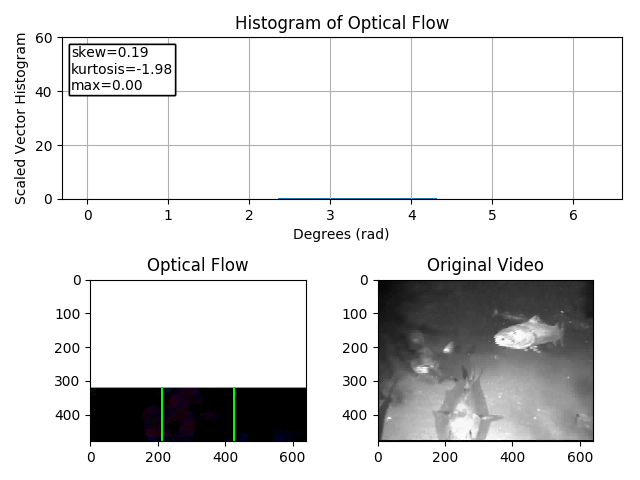 Histogram of Optical Flow
Scaled Vector Histogram
60
40
20
0
skew=0.19
kurtosis=-1.98
max=0.00
0 1 2 3 4 5 6
Degrees (rad)
Optical Flow
0
100
200
300
400
0 200 400 600
Original Video
0
100
200
300
400
0 200 400 600